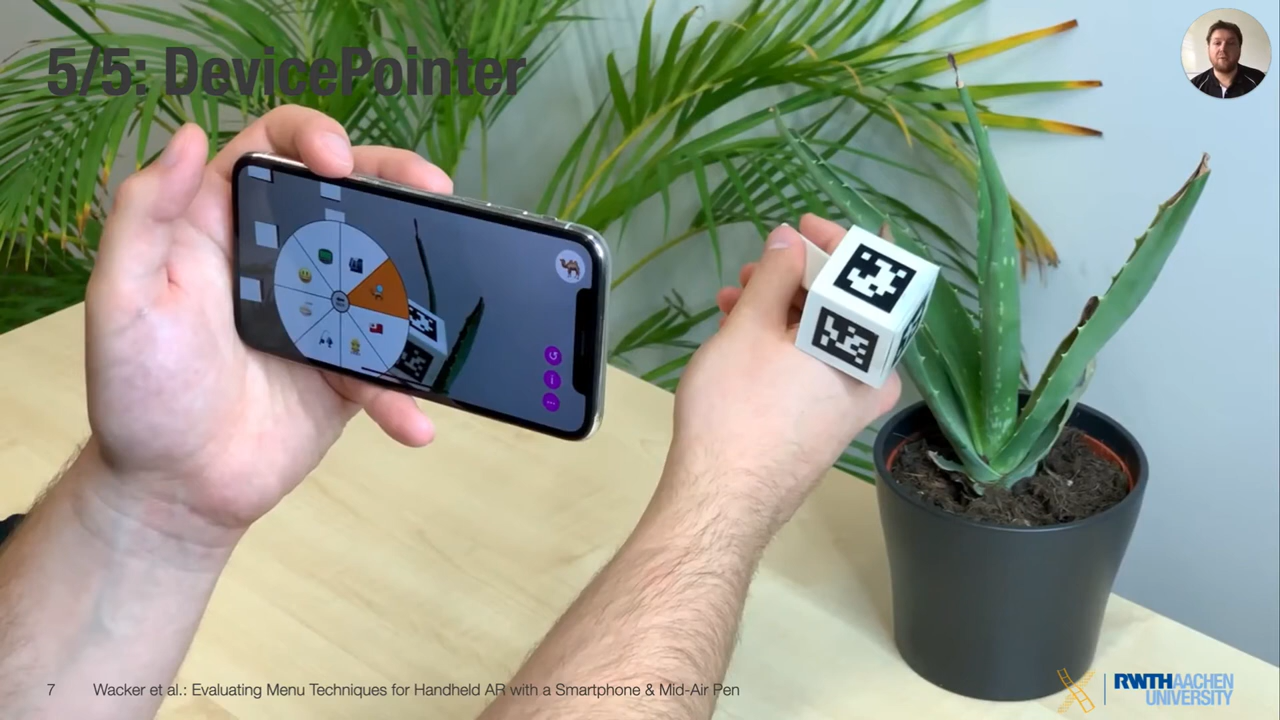 5/5: DevicePointer
7 Wacker et al.: Evaluating Menu Techniques for Handheld AR with a Smartphone & Mid-Air Pen
RWTHAACHEN
UNIVERSITY